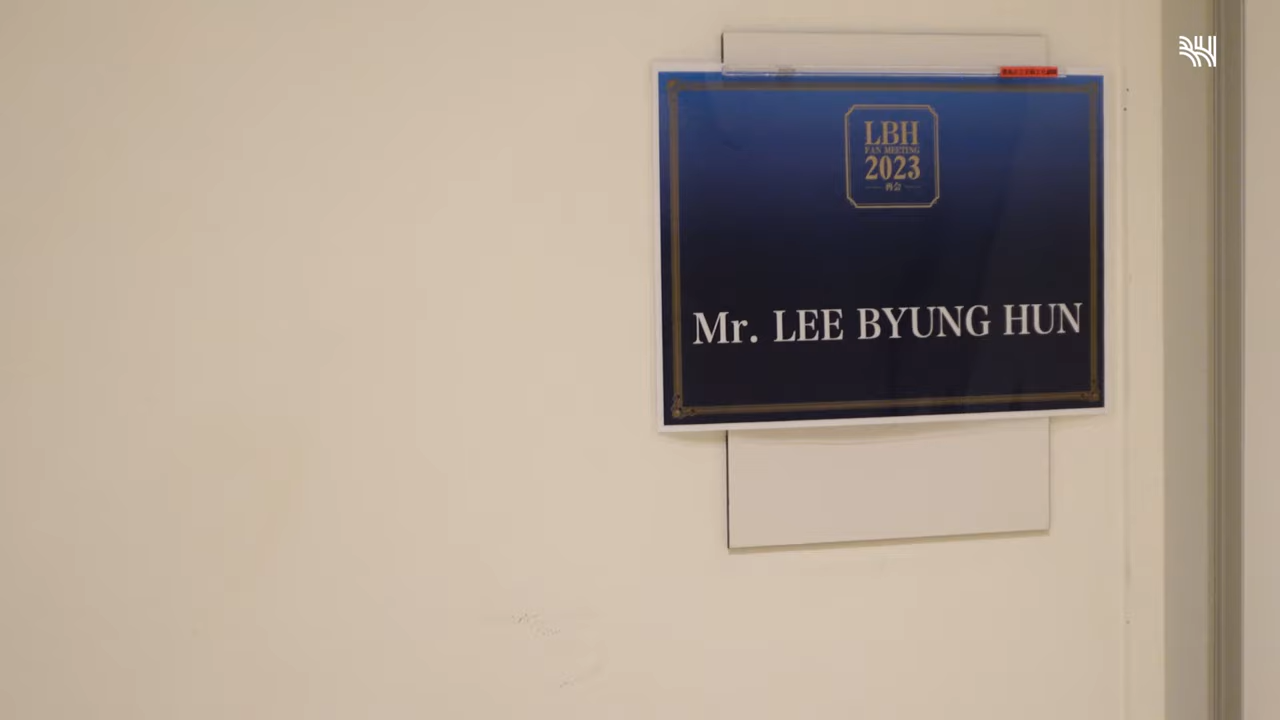 LBH
FAN MEETING
2023
再会
Mr. LEE BYUNG HUN